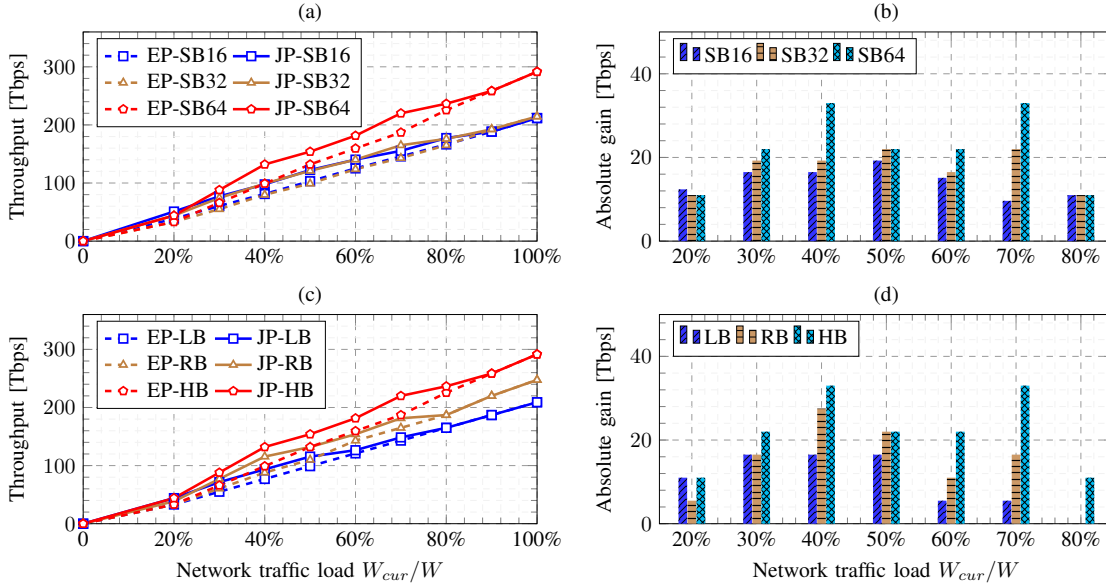 (a)
Throughput [Tbps]
300
200
100
0
EP-SB16 JP-SB16
EP-SB32 JP-SB32
EP-SB64 JP-SB64
0 20% 40% 60% 80% 100%
(b)
Absolute gain [Tbps]
40
20
0
SB16 SB32 SB64
20% 30% 40% 50% 60% 70% 80%
(c)
Throughput [Tbps]
300
200
100
0
EP-LB JP-LB
EP-RB JP-RB
EP-HB JP-HB
0 20% 40% 60% 80% 100%
Network traffic load W_{cur}/W
(d)
Absolute gain [Tbps]
40
20
0
LB RB HB
20% 30% 40% 50% 60% 70% 80%
Network traffic load W_{cur}/W